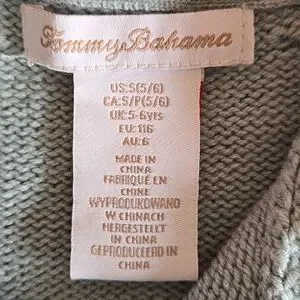 Tommy Bahama
US:S(5/6)
CA:S/P(5/6)
UK:5-6yrs
EU:116
AU:6
MADE IN
CHINA
FABRIQUÉ EN
CHINE
WYPRODUKOWANO
W CHINACH
HERGESTELLT
IN CHINA
GEPRODUCEERD IN
CHINA